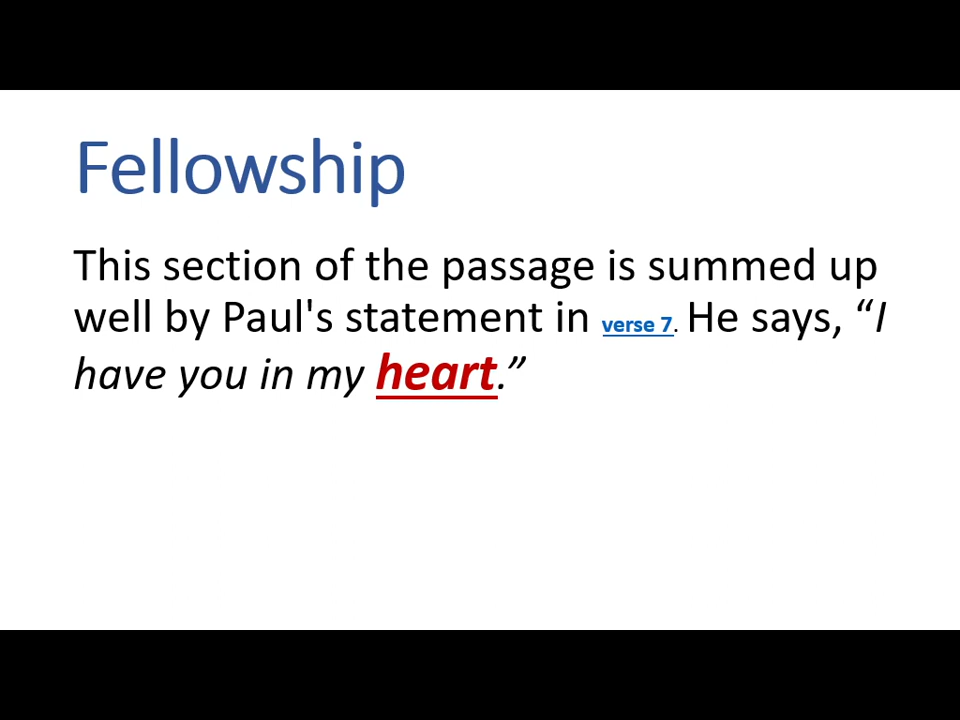 Fellowship
This section of the passage is summed up
well by Paul's statement in verse 7. He says, “I
have you in my heart.”